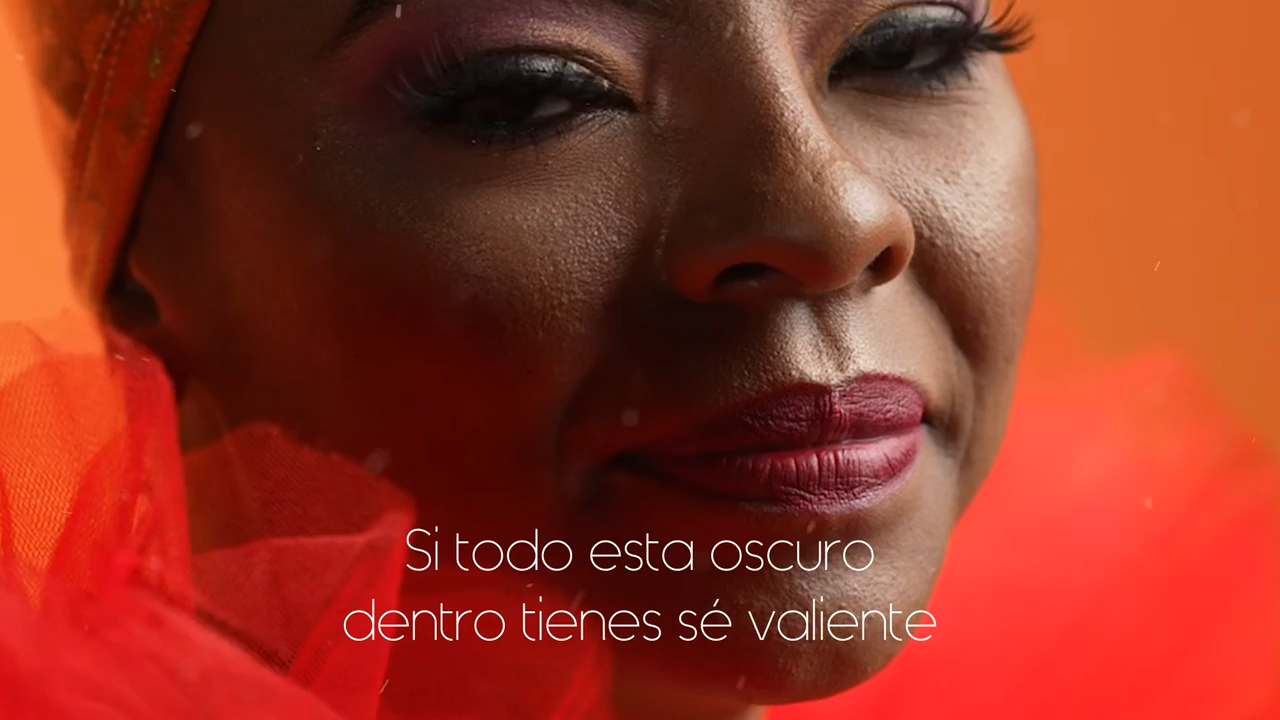 Si todo esta oscuro
dentro tienes sé valiente